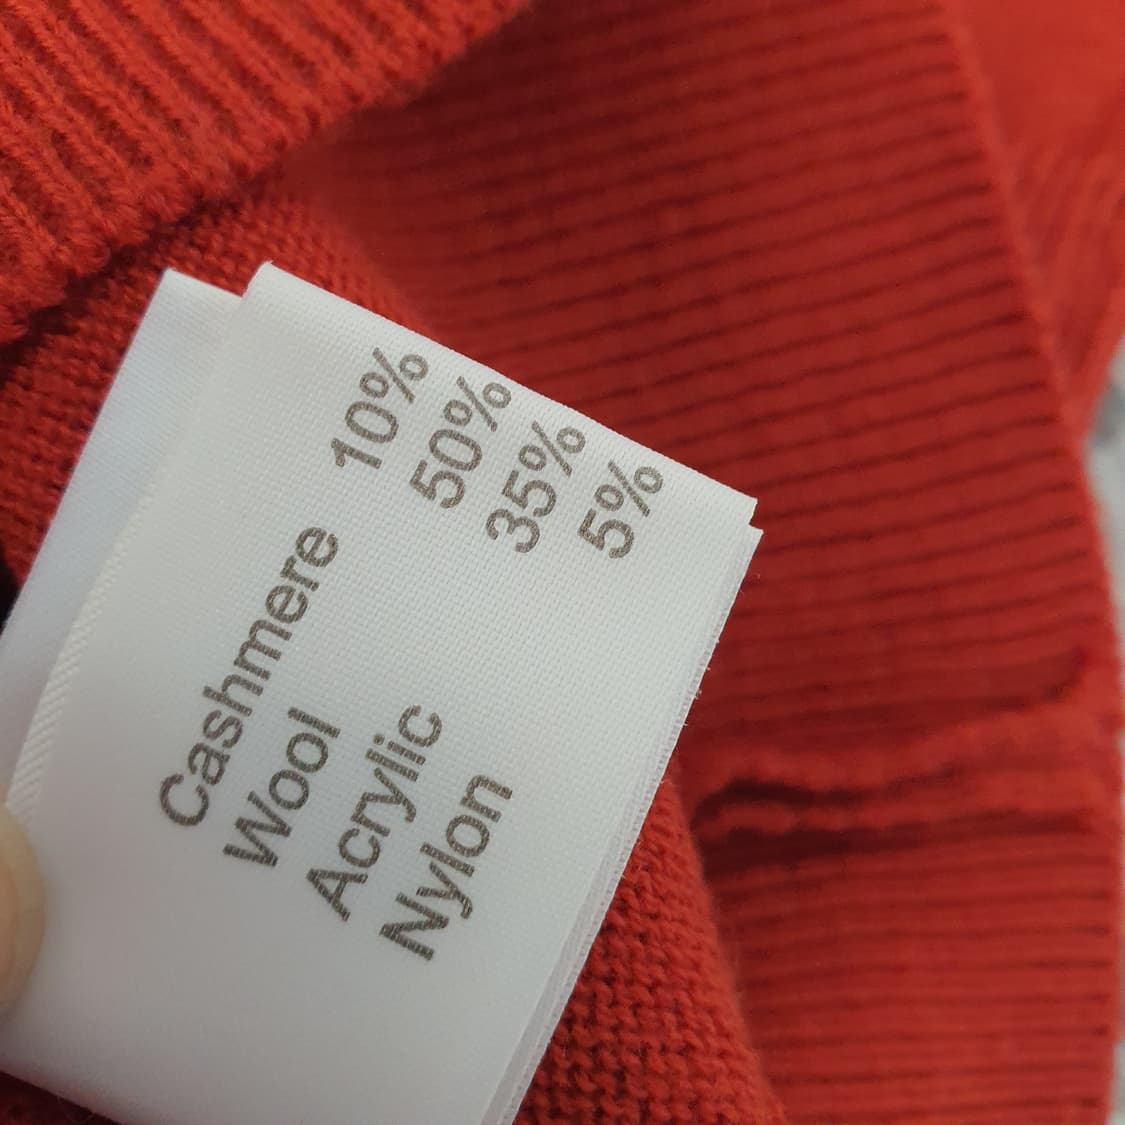 Cashmere 10%
Wool 50%
Acrylic 35%
Nylon 5%